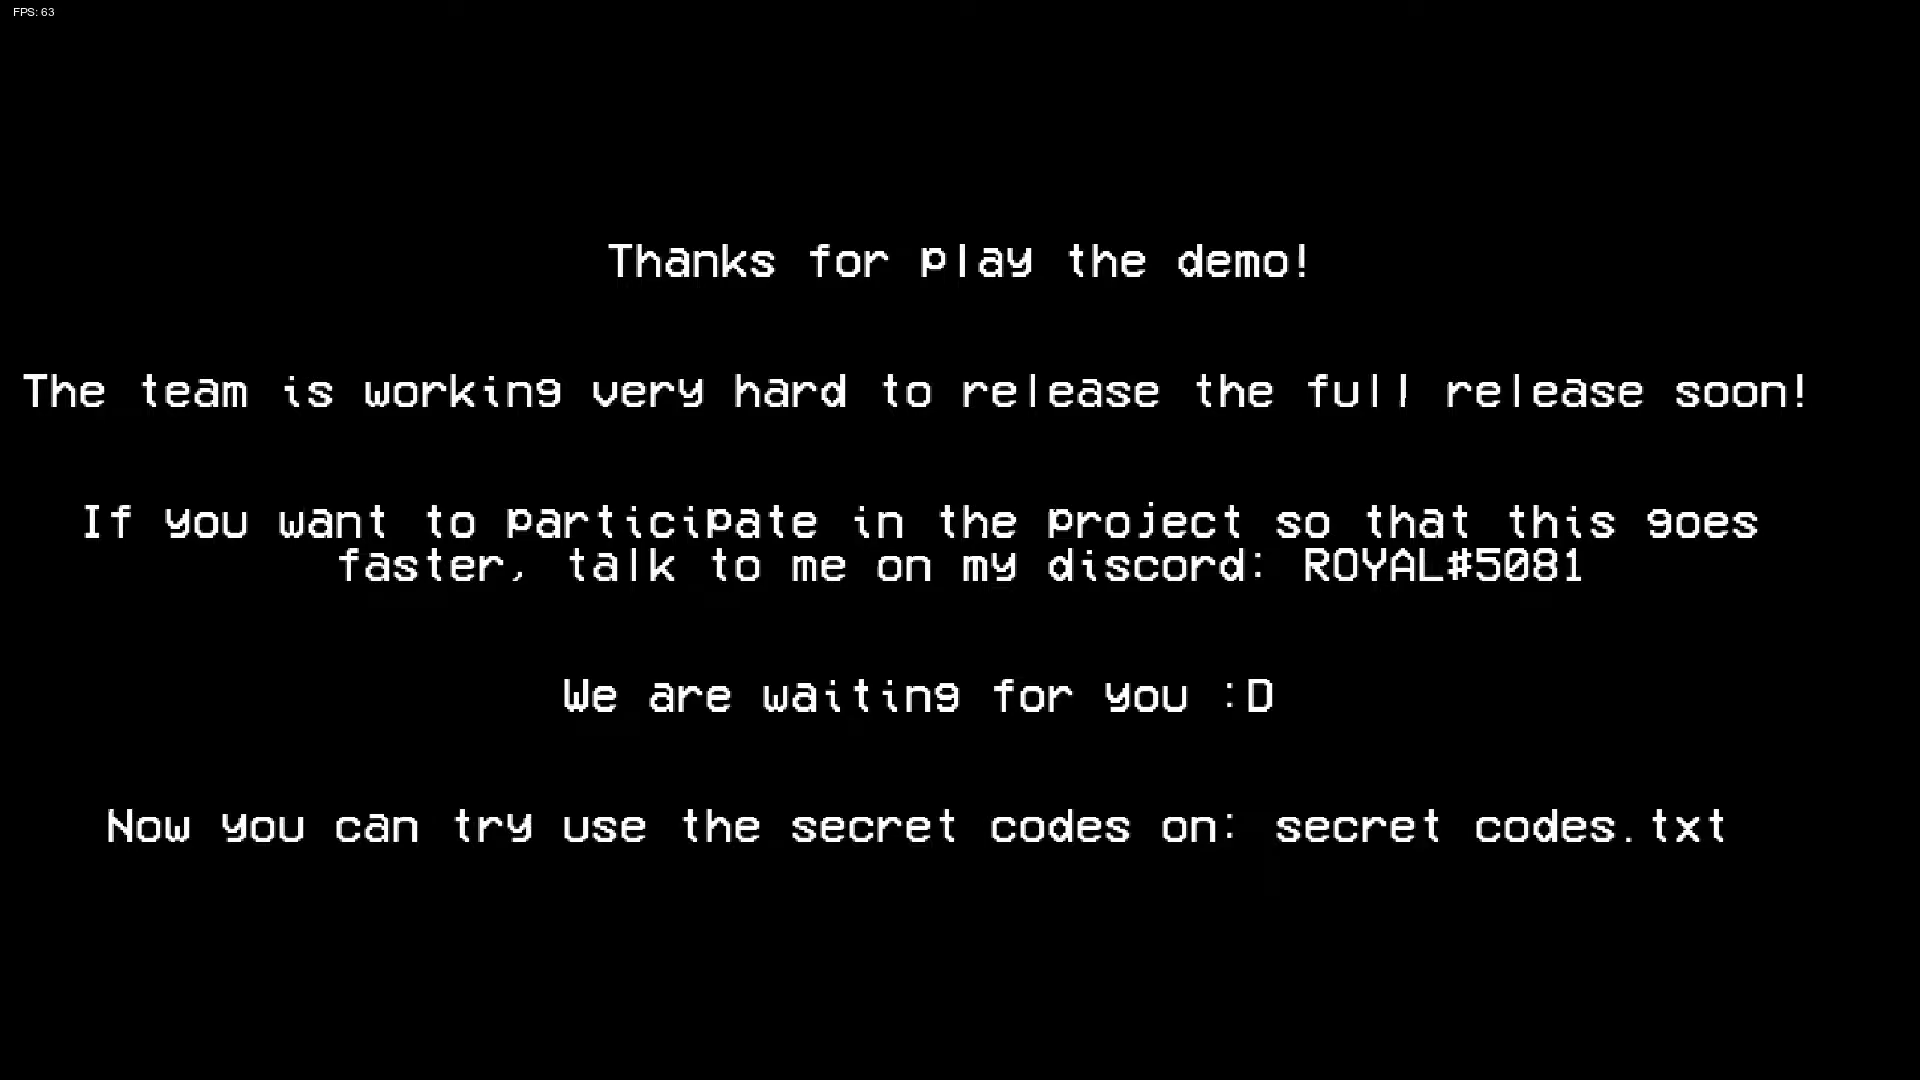 FPS: 63
Thanks for play the demo!
The team is working very hard to release the full release soon!
If you want to participate in the project so that this goes
faster, talk to me on my discord: ROYAL#5081
We are waiting for you :D
Now you can try use the secret codes on: secret codes.txt